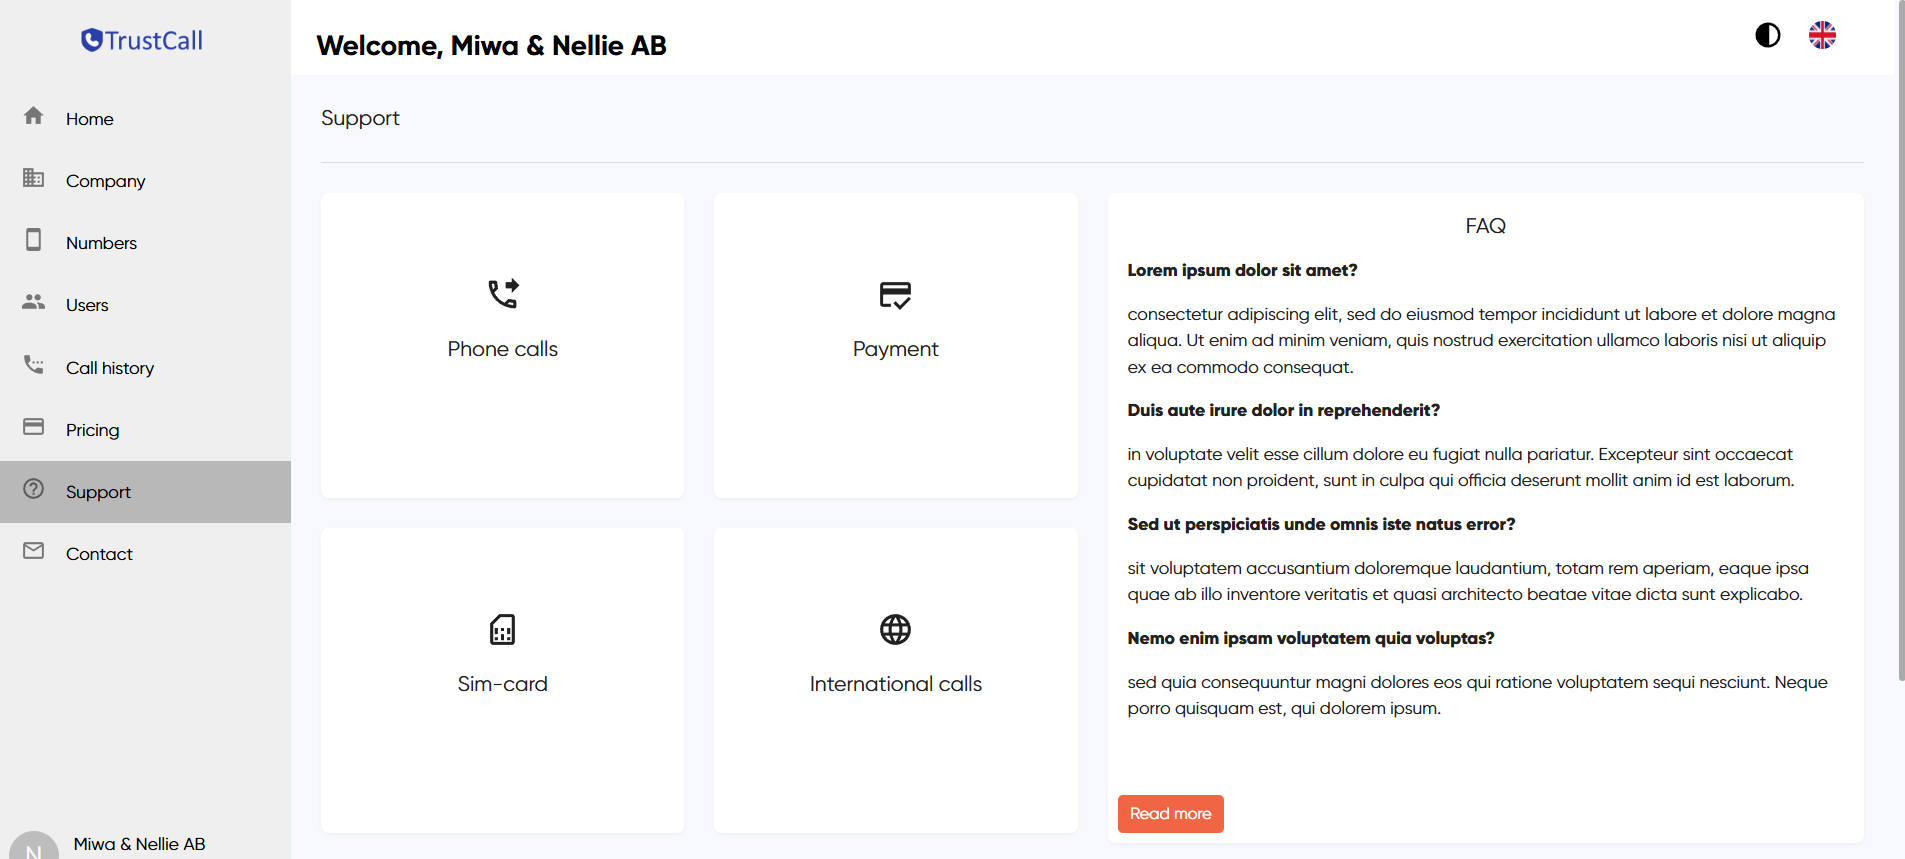 TrustCall
Home
Company
Numbers
Users
Call history
Pricing
Support
Contact
N
Miwa & Nellie AB
Welcome, Miwa & Nellie AB
Support
Phone calls
Payment
Sim-card
International calls
FAQ
Lorem ipsum dolor sit amet?
consectetur adipiscing elit, sed do eiusmod tempor incididunt ut labore et dolore magna
aliqua. Ut enim ad minim veniam, quis nostrud exercitation ullamco laboris nisi ut aliquip
ex ea commodo consequat.
Duis aute irure dolor in reprehenderit?
in voluptate velit esse cillum dolore eu fugiat nulla pariatur. Excepteur sint occaecat
cupidatat non proident, sunt in culpa qui officia deserunt mollit anim id est laborum.
Sed ut perspiciatis unde omnis iste natus error?
sit voluptatem accusantium doloremque laudantium, totam rem aperiam, eaque ipsa
quae ab illo inventore veritatis et quasi architecto beatae vitae dicta sunt explicabo.
Nemo enim ipsam voluptatem quia voluptas?
sed quia consequuntur magni dolores eos qui ratione voluptatem sequi nesciunt. Neque
porro quisquam est, qui dolorem ipsum.
Read more